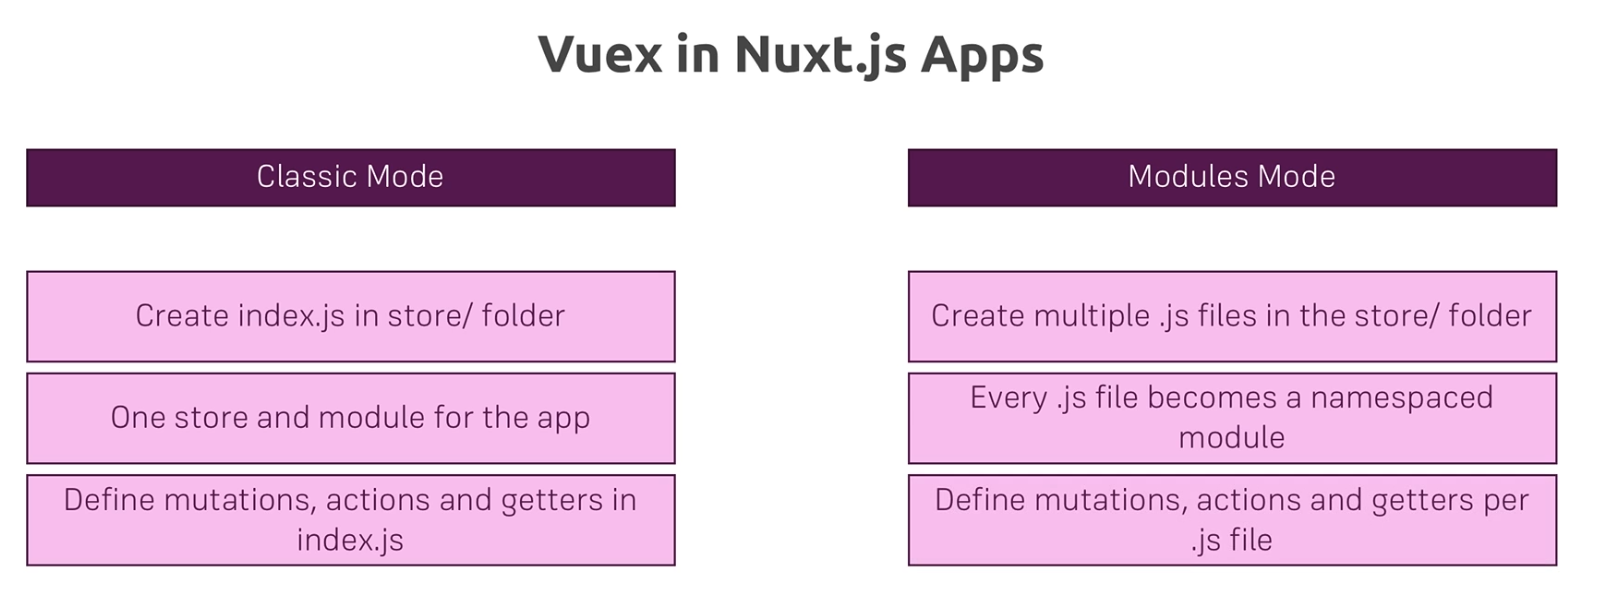 Vuex in Nuxt.js Apps
Classic Mode
Create index.js in store/ folder
One store and module for the app
Define mutations, actions and getters in
index.js
Modules Mode
Create multiple .js files in the store/ folder
Every .js file becomes a namespaced
module
Define mutations, actions and getters per
.js file